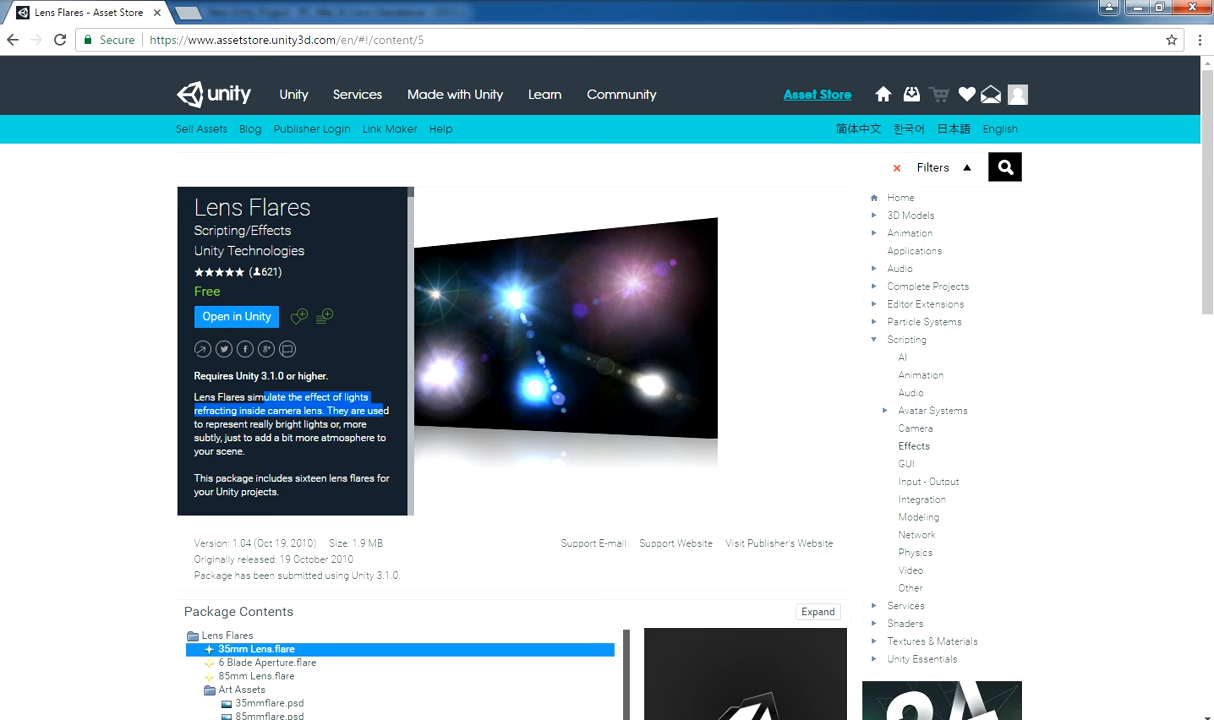 Lens Flares - Asset Store
Secure https://www.assetstore.unity3d.com/en/#!/content/5
unity Unity Services Made with Unity Learn Community Asset Store
Sell Assets Blog Publisher Login Link Maker Help 简体中文 한국어 日本語 English
Filters
Lens Flares
Scripting/Effects
Unity Technologies
(621)
Free
Open in Unity
Requires Unity 3.1.0 or higher.
Lens Flares simulate the effect of lights
refracting inside camera lens. They are used
to represent really bright lights or, more
subtly, just to add a bit more atmosphere to
your scene.
This package includes sixteen lens flares for
your Unity projects.
Home
3D Models
Animation
Applications
Audio
Complete Projects
Editor Extensions
Particle Systems
Scripting
AI
Animation
Audio
Avatar Systems
Camera
Effects
GUI
Input - Output
Integration
Modeling
Network
Physics
Video
Other
Services
Shaders
Textures & Materials
Unity Essentials
Version: 1.04 (Oct 19, 2010) Size: 1.9 MB
Support E-mail Support Website Visit Publisher's Website
Originally released: 19 October 2010
Package has been submitted using Unity 3.1.0.
Package Contents
Expand
Lens Flares
35mm Lens.flare
6 Blade Aperture.flare
85mm Lens.flare
Art Assets
35mmflare.psd
85mmflare.psd